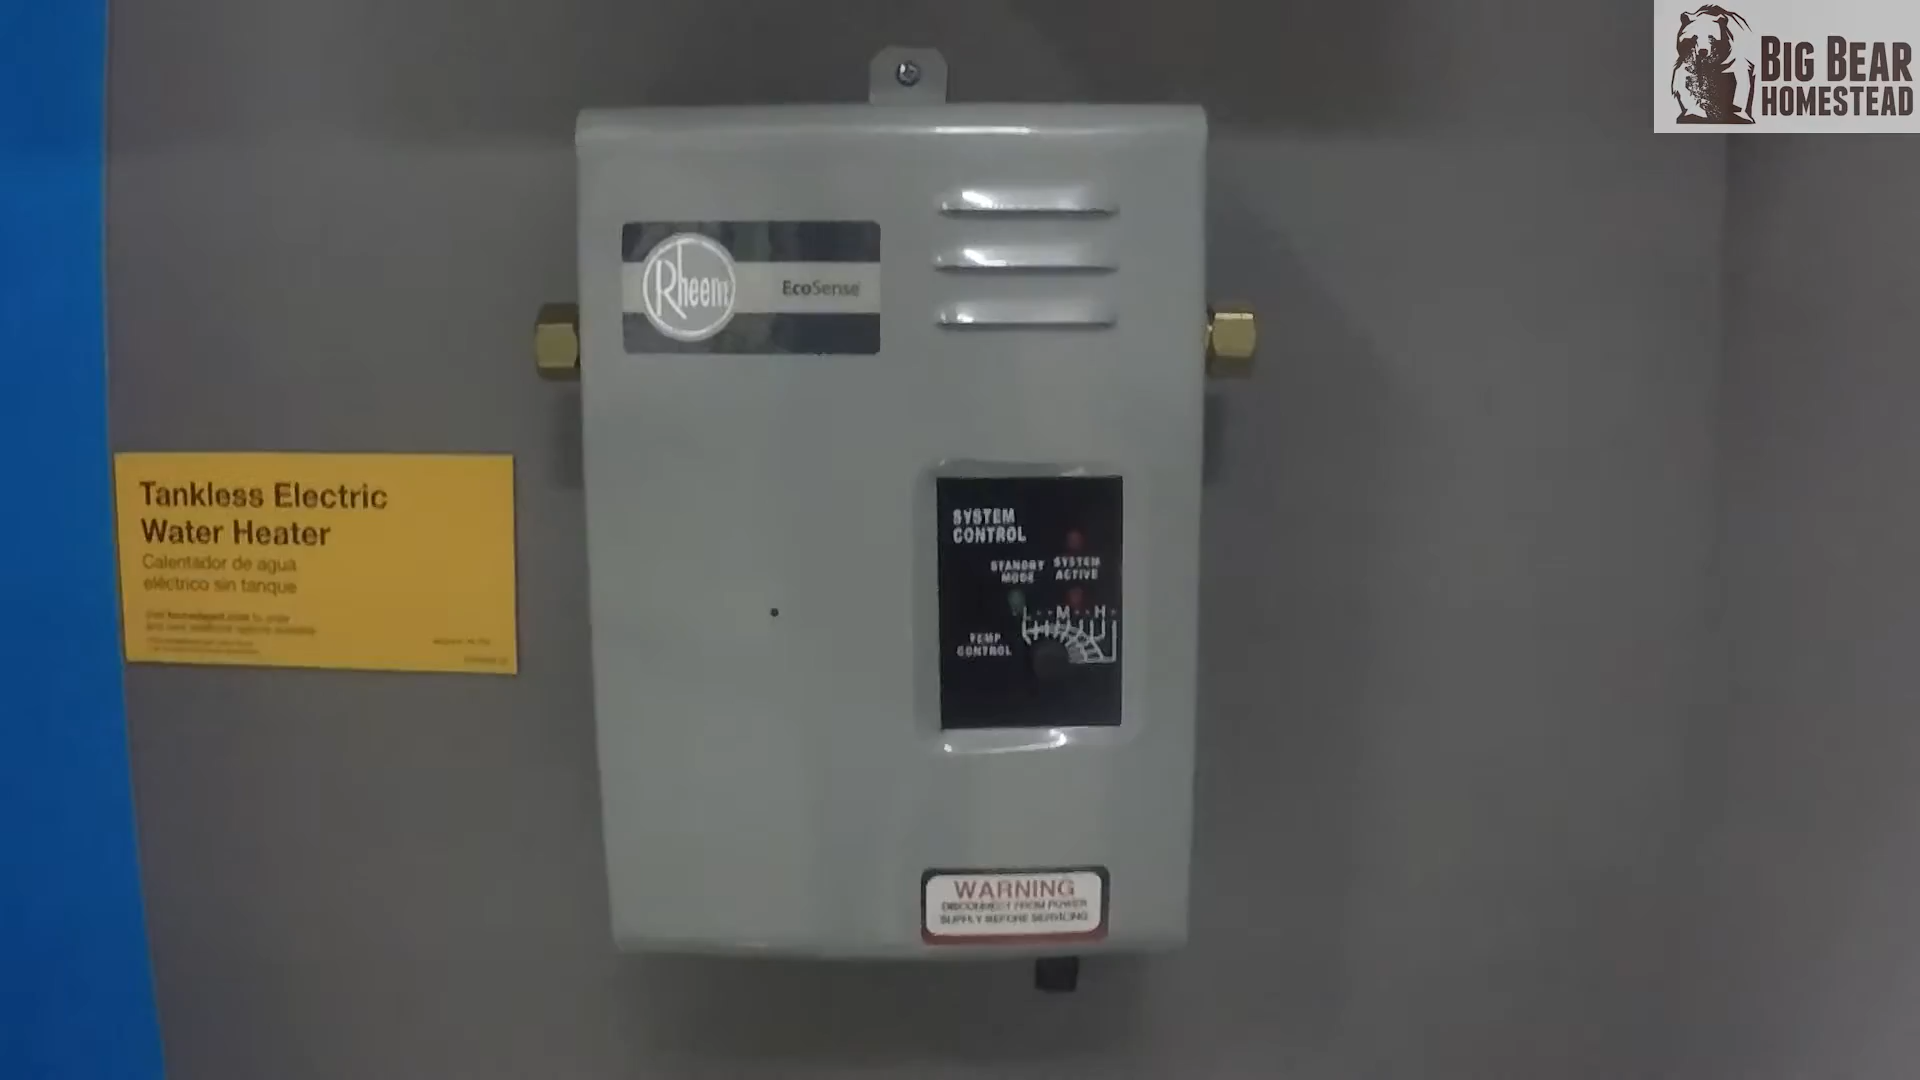 BIG BEAR
HOMESTEAD
Rheem
EcoSense
Tankless Electric
Water Heater
Calentador de agua
eléctrico sin tanque
SYSTEM
CONTROL
STANDBY
MODE
SYSTEM
ACTIVE
L M H
TEMP
CONTROL
WARNING
DISCONNECT FROM POWER
SUPPLY BEFORE SERVICING